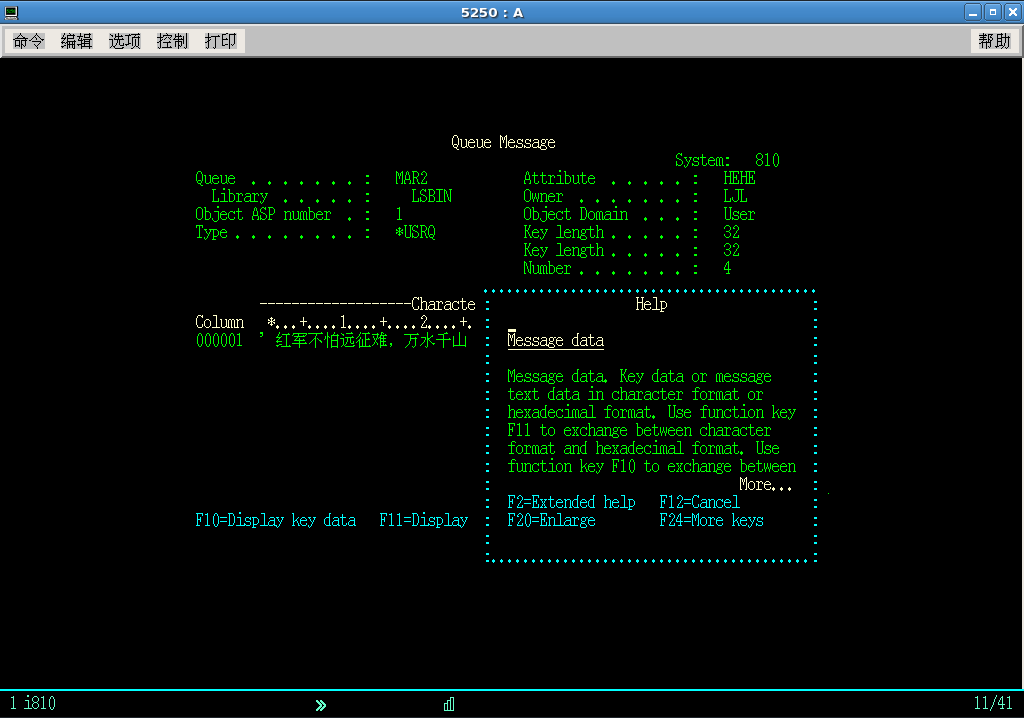 5250 : A
命令 编辑 选项 控制 打印 帮助
Queue Message
System: 810
Queue . . . . . . . : MAR2 Attribute . . . . . : HEHE
Library . . . . . : LSBIN Owner . . . . . . . : LJL
Object ASP number . : 1 Object Domain . . . : User
Type . . . . . . . . : *USRQ Key length . . . . . : 32
Key length . . . . . : 32
Number . . . . . . . : 4
-------------------Characte
Column *...+....1....+....2....+.
000001 ' 红军不怕远征难，万水千山
F10=Display key data F11=Display
Help
Message data
Message data. Key data or message
text data in character format or
hexadecimal format. Use function key
F11 to exchange between character
format and hexadecimal format. Use
function key F10 to exchange between
More...
F2=Extended help F12=Cancel
F20=Enlarge F24=More keys
1 i810 11/41